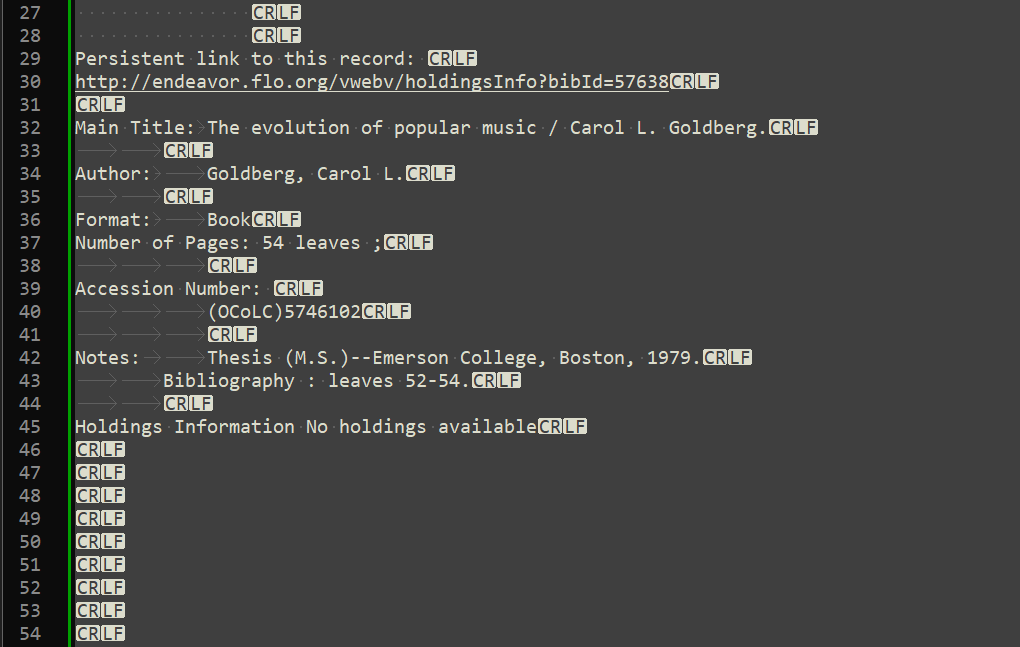 27 CRLF
28 CRLF
29 Persistent link to this record: CRLF
30 http://endeavor.flo.org/vwebv/holdingsInfo?bibId=57638CRLF
31 CRLF
32 Main Title: The evolution of popular music / Carol L. Goldberg.CRLF
33 CRLF
34 Author: Goldberg, Carol L.CRLF
35 CRLF
36 Format: BookCRLF
37 Number of Pages: 54 leaves ;CRLF
38 CRLF
39 Accession Number: CRLF
40 (OCoLC)5746102CRLF
41 CRLF
42 Notes: Thesis (M.S.)--Emerson College, Boston, 1979.CRLF
43 Bibliography : leaves 52-54.CRLF
44 CRLF
45 Holdings Information No holdings availableCRLF
46 CRLF
47 CRLF
48 CRLF
49 CRLF
50 CRLF
51 CRLF
52 CRLF
53 CRLF
54 CRLF